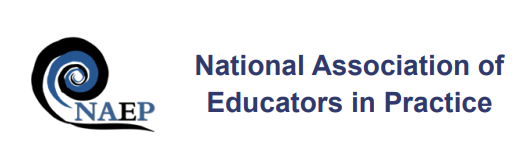 NAEP
National Association of
Educators in Practice